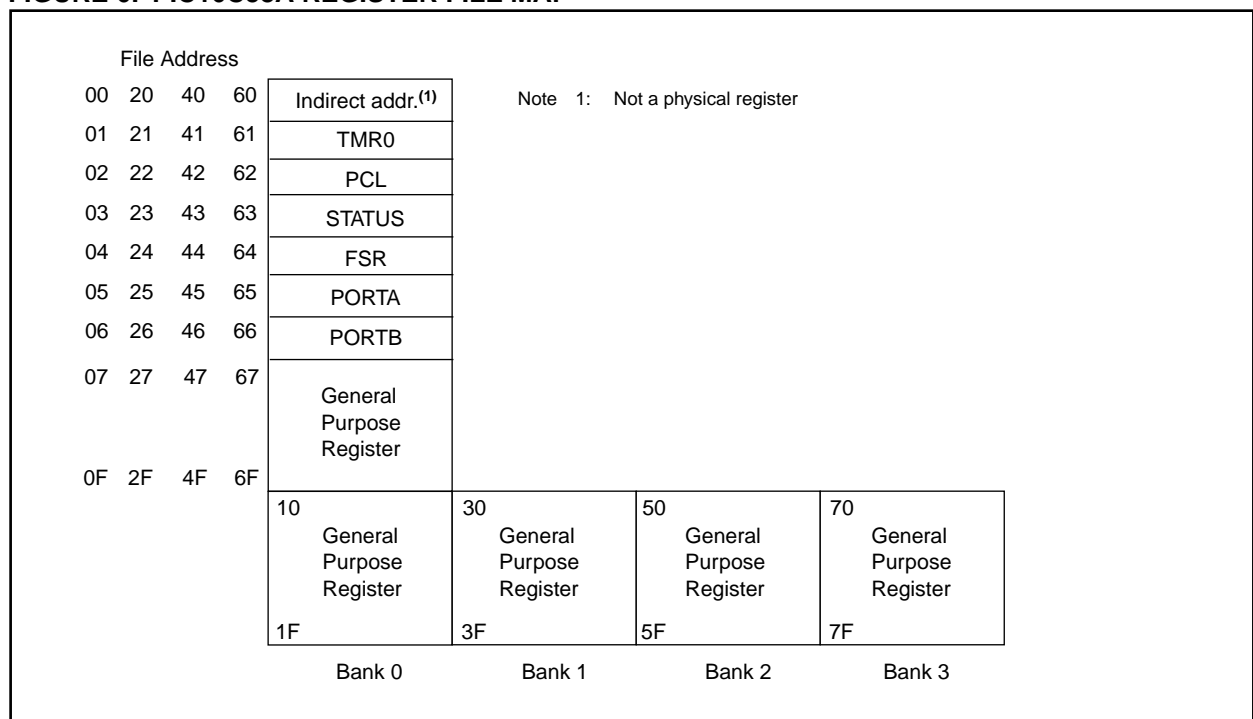 File Address
00 20 40 60 Indirect addr.(1) Note 1: Not a physical register
01 21 41 61 TMR0
02 22 42 62 PCL
03 23 43 63 STATUS
04 24 44 64 FSR
05 25 45 65 PORTA
06 26 46 66 PORTB
07 27 47 67
General
Purpose
Register
0F 2F 4F 6F
10 30 50 70
General General General General
Purpose Purpose Purpose Purpose
Register Register Register Register
1F 3F 5F 7F
Bank 0 Bank 1 Bank 2 Bank 3